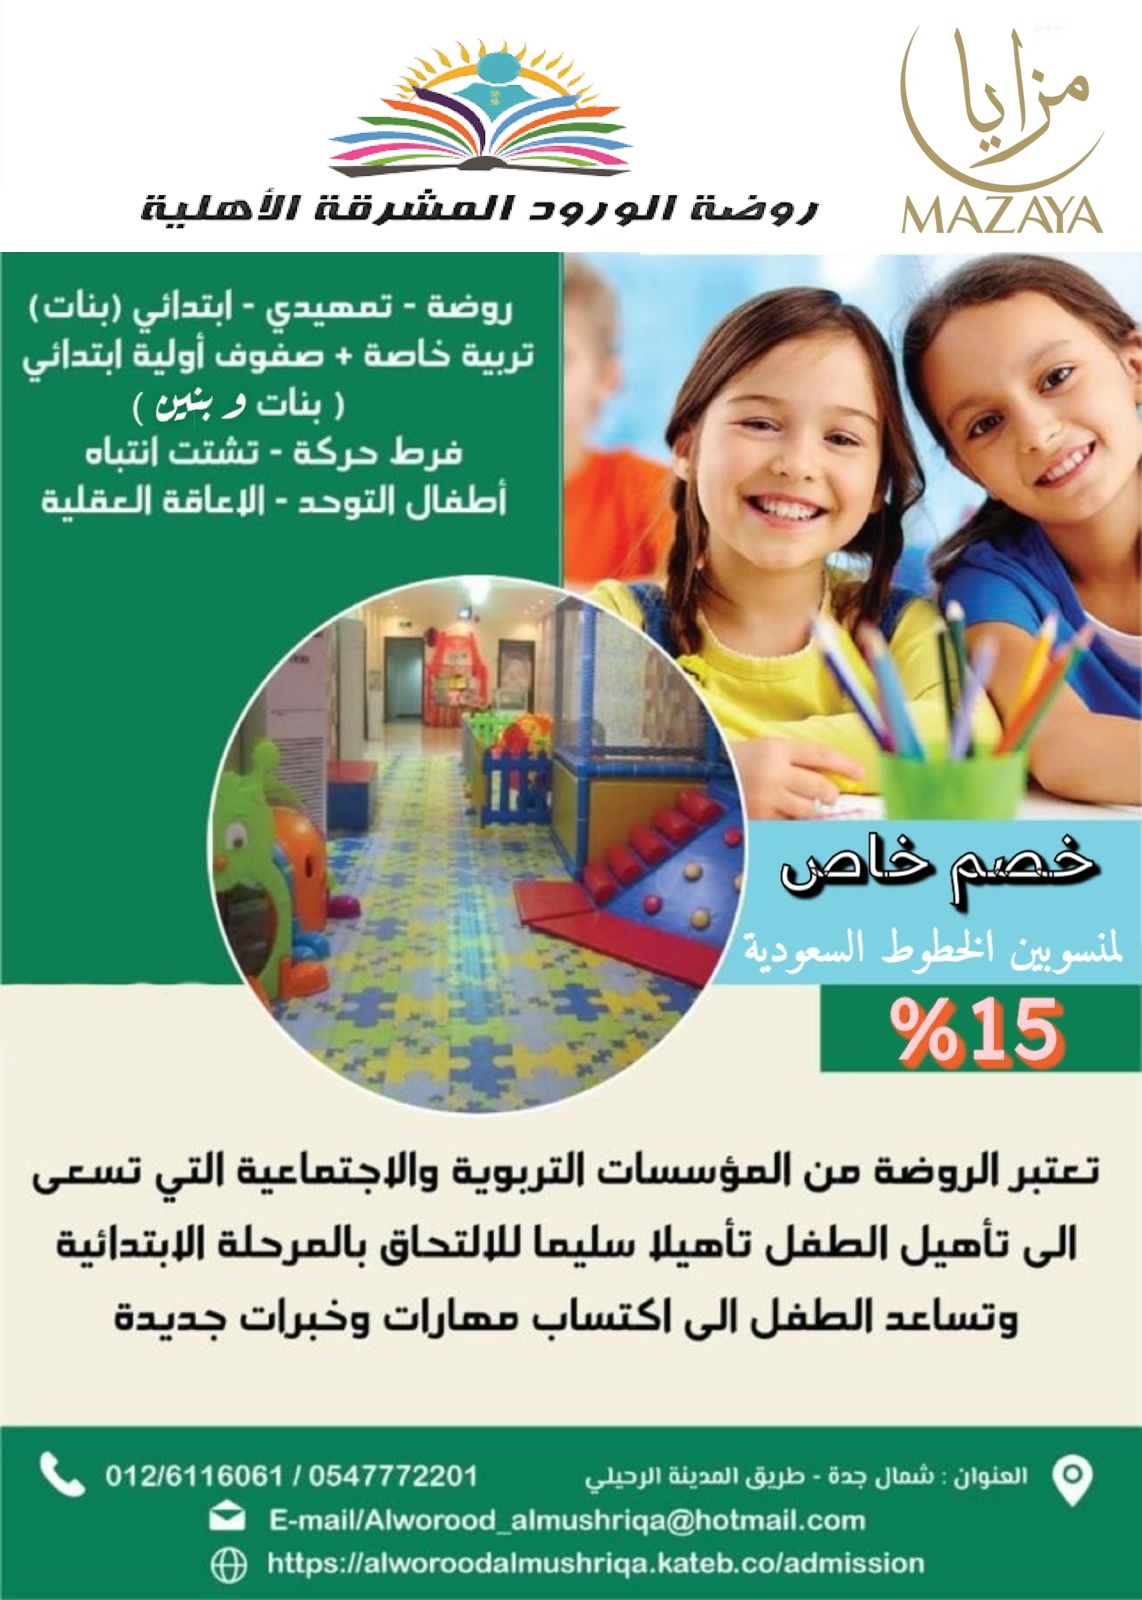 مزايا
MAZAYA
روضة الورود المشرقة الأهلية
روضة - تمهيدي - ابتدائي (بنات)
تربية خاصة + صفوف أولية ابتدائي
( بنات و بنين )
فرط حركة - تشتت انتباه
أطفال التوحد - الإعاقة العقلية
خصم خاص
لمنسوبين الخطوط السعودية
%15
تعتبر الروضة من المؤسسات التربوية والإجتماعية التي تسعى
الى تأهيل الطفل تأهيلا سليما للإلتحاق بالمرحلة الابتدائية
وتساعد الطفل الى اكتساب مهارات وخبرات جديدة
العنوان : شمال جدة - طريق المدينة الرحيلي
012/6116061 / 0547772201
E-mail/Alworood_almushriqa@hotmail.com
https://alworoodalmushriqa.kateb.co/admission